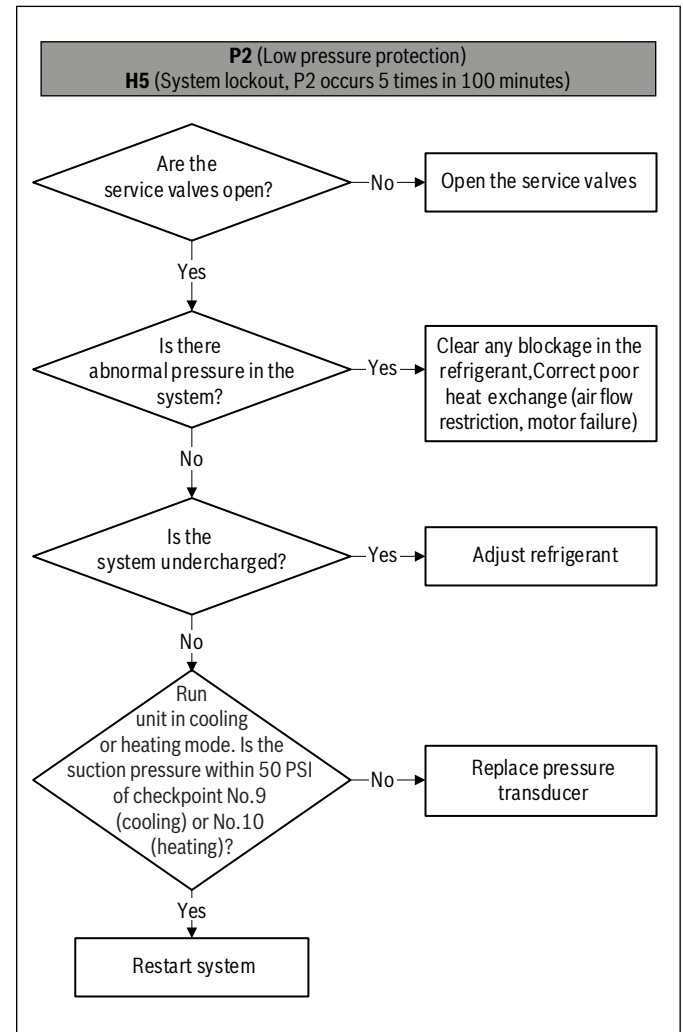 P2 (Low pressure protection)
H5 (System lockout, P2 occurs 5 times in 100 minutes)
Are the
service valves open?
No
Open the service valves
Yes
Is there
abnormal pressure in the
system?
Yes
Clear any blockage in the
refrigerant,Correct poor
heat exchange (air flow
restriction, motor failure)
No
Is the
system undercharged?
Yes
Adjust refrigerant
No
Run
unit in cooling
or heating mode. Is the
suction pressure within 50 PSI
of checkpoint No.9
(cooling) or No.10
(heating)?
No
Replace pressure
transducer
Yes
Restart system